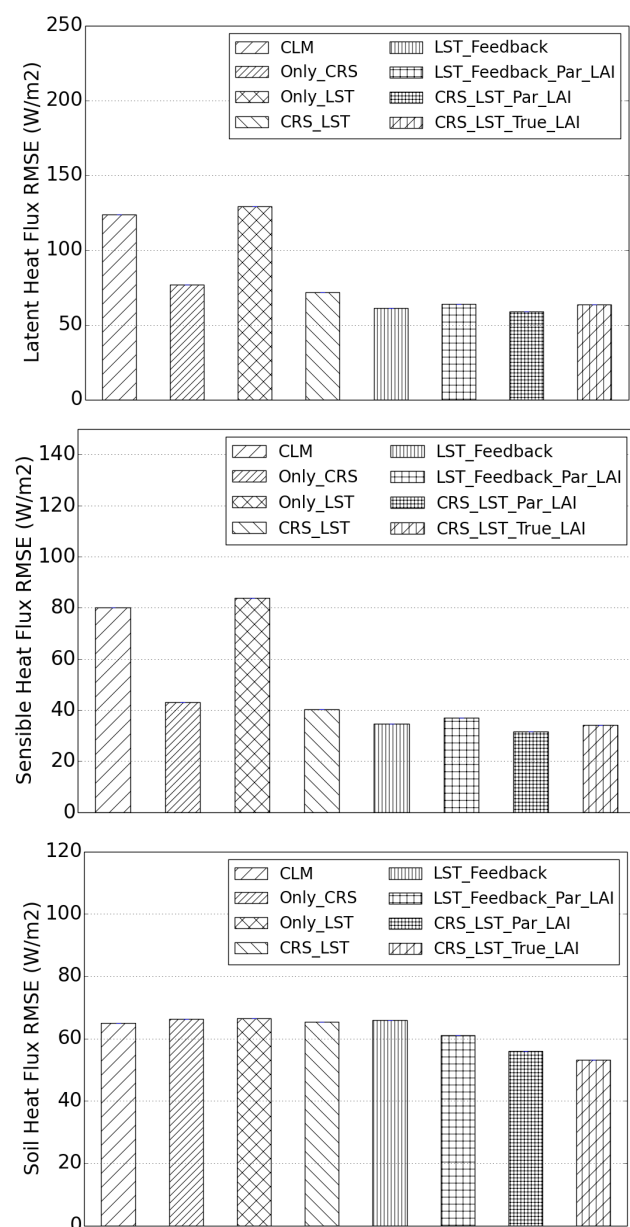 Latent Heat Flux RMSE (W/m2)
250
200
150
100
50
0
CLM
Only_CRS
Only_LST
CRS_LST
LST_Feedback
LST_Feedback_Par_LAI
CRS_LST_Par_LAI
CRS_LST_True_LAI
Sensible Heat Flux RMSE (W/m2)
140
120
100
80
60
40
20
0
CLM
Only_CRS
Only_LST
CRS_LST
LST_Feedback
LST_Feedback_Par_LAI
CRS_LST_Par_LAI
CRS_LST_True_LAI
Soil Heat Flux RMSE (W/m2)
120
100
80
60
40
20
0
CLM
Only_CRS
Only_LST
CRS_LST
LST_Feedback
LST_Feedback_Par_LAI
CRS_LST_Par_LAI
CRS_LST_True_LAI